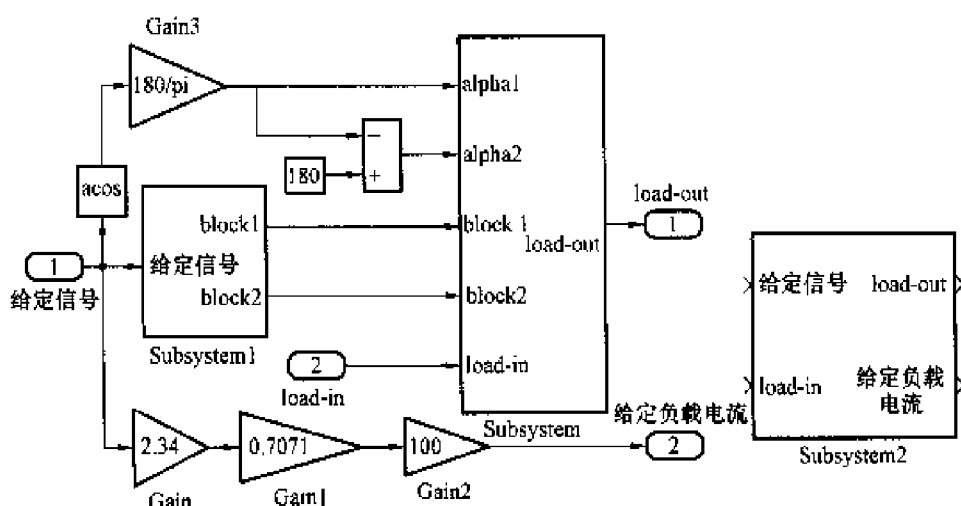 Gain3
180/pi
alpha1
−
180
+
alpha2
acos
block1
给定信号
block2
Subsystem1
block 1
load-out
block2
load-in
Subsystem
1
给定信号
2
load-in
load-out
1
给定负载电流
2
2.34
Gain
0.7071
Gam1
100
Gain2
给定信号
load-out
load-in
给定负载
电流
Subsystem2